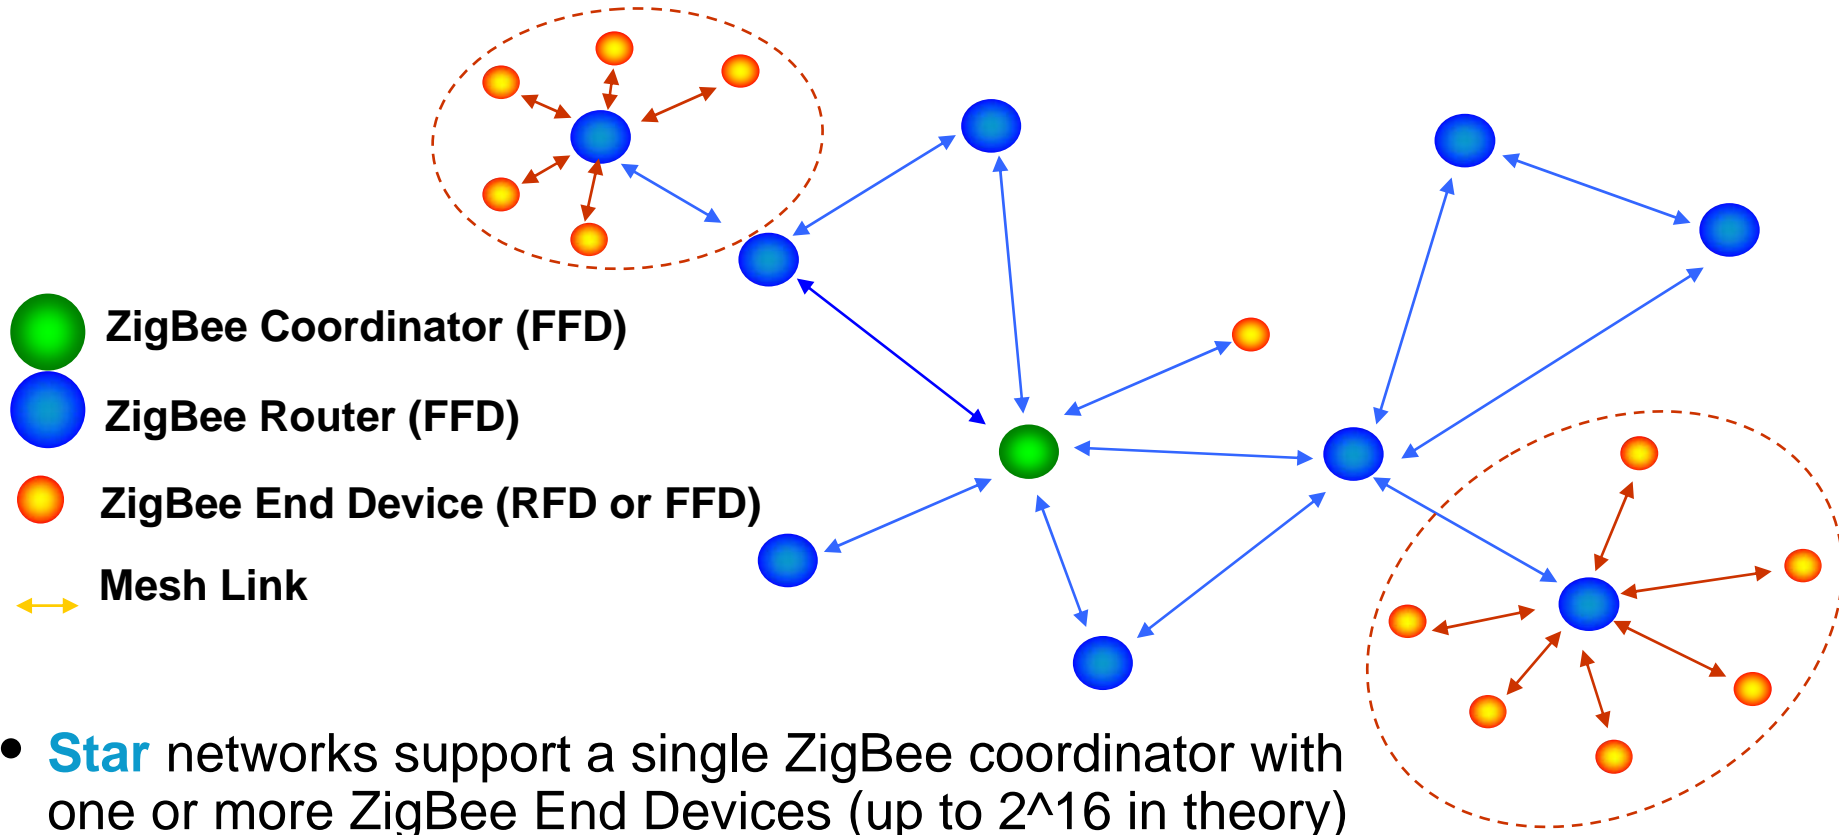 ZigBee Coordinator (FFD)
ZigBee Router (FFD)
ZigBee End Device (RFD or FFD)
Mesh Link
• Star networks support a single ZigBee coordinator with
one or more ZigBee End Devices (up to 2^16 in theory)